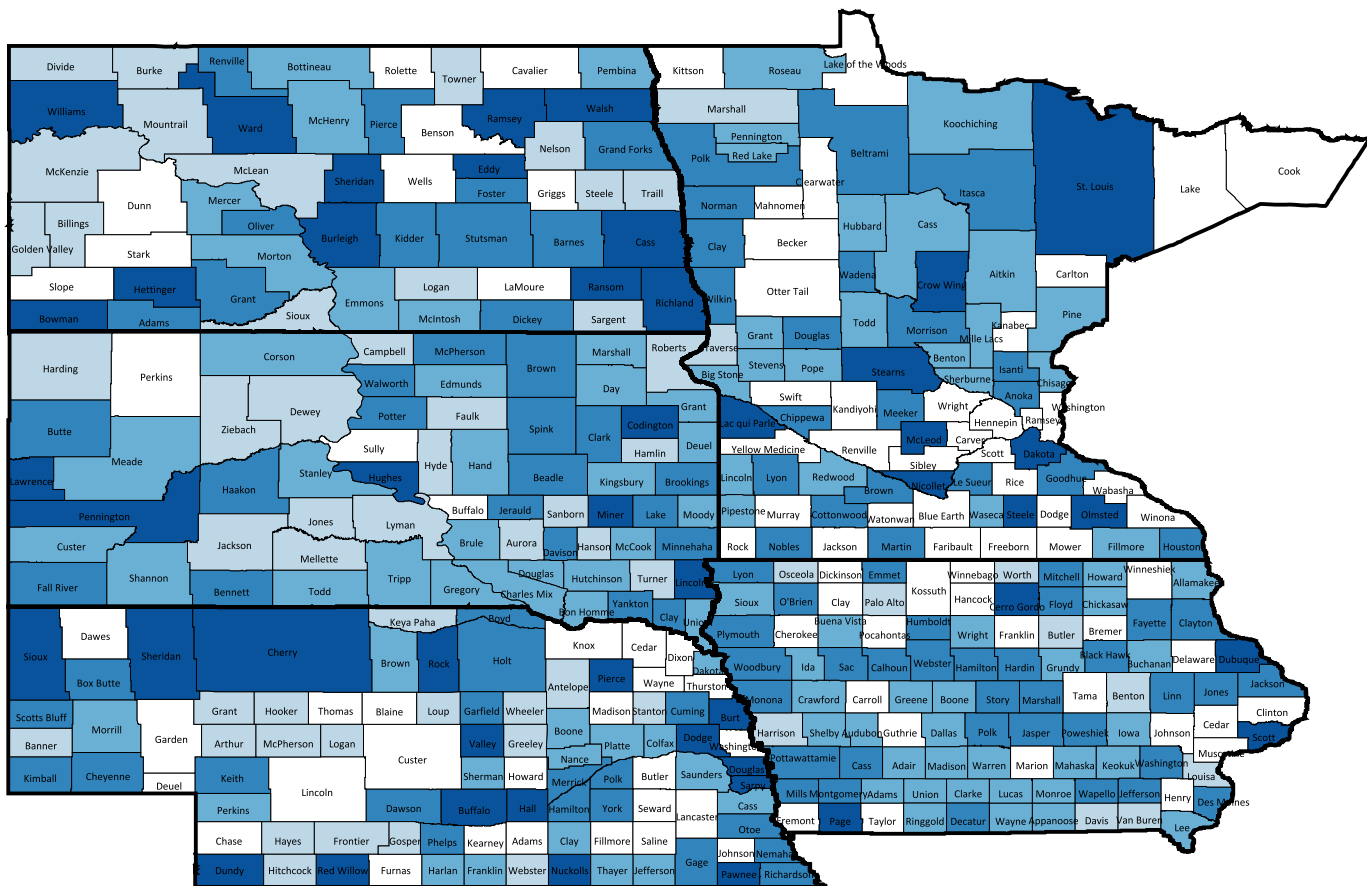 Divide Burke Renville Bottineau Rolette Towner Cavalier Pembina Kittson Roseau Lake of the Woods
Williams Mountrail Ward McHenry Pierce Benson Ramsey Walsh Marshall Koochiching
McKenzie McLean Sheridan Wells Eddy Nelson Grand Forks Pennington Red Lake Polk Beltrami St. Louis Lake Cook
Dunn Mercer Foster Griggs Steele Traill Norman Mahnomen Clearwater Itasca
Golden Valley Billings Stark Oliver Burleigh Kidder Stutsman Barnes Cass Clay Becker Hubbard Cass
Slope Hettinger Morton Grant Emmons Logan LaMoure Ransom Richland Wilkin Otter Tail Wadena Crow Wing Aitkin Carlton
Bowman Adams Sioux McIntosh Dickey Sargent Todd Morrison Mille Lacs Kanabec Pine
Harding Perkins Corson Campbell McPherson Brown Marshall Roberts Traverse Grant Douglas Benton Isanti
Dewey Walworth Edmunds Day Big Stone Stevens Pope Stearns Sherburne Chisago
Butte Ziebach Potter Faulk Spink Codington Grant Swift Kandiyohi Meeker Wright Anoka Washington
Meade Sully Hyde Hand Clark Hamlin Deuel Lac qui Parle Chippewa Renville McLeod Carver Hennepin Ramsey
Lawrence Haakon Stanley Hughes Beadle Kingsbury Brookings Yellow Medicine Sibley Scott Dakota
Pennington Jones Lyman Buffalo Jerauld Sanborn Miner Lake Moody Lincoln Lyon Redwood Brown Nicollet Le Sueur Rice Goodhue Wabasha
Custer Jackson Mellette Brule Aurora Davison Hanson McCook Minnehaha Pipestone Murray Cottonwood Watonwan Blue Earth Waseca Steele Dodge Olmsted Winona
Fall River Shannon Bennett Todd Tripp Gregory Douglas Hutchinson Turner Lincoln Rock Nobles Jackson Martin Faribault Freeborn Mower Fillmore Houston
Charles Mix Bon Homme Yankton Clay Union Lyon Osceola Dickinson Emmet Kossuth Winnebago Worth Mitchell Howard Winneshiek Allamakee
Sioux Dawes Sheridan Cherry Keya Paha Boyd Sioux O'Brien Clay Palo Alto Hancock Cerro Gordo Floyd Chickasaw
Box Butte Brown Rock Holt Knox Cedar Dixon Dakota Plymouth Cherokee Buena Vista Pocahontas Humboldt Wright Franklin Butler Bremer Fayette Clayton
Antelope Pierce Wayne Thurston Woodbury Ida Sac Calhoun Webster Hamilton Hardin Grundy Black Hawk Buchanan Delaware Dubuque
Scotts Bluff Morrill Garden Grant Hooker Thomas Blaine Loup Garfield Wheeler Madison Stanton Cuming Burt Monona Crawford Carroll Greene Boone Story Marshall Tama Benton Linn Jones Jackson
Banner Arthur McPherson Logan Custer Valley Greeley Boone Platte Colfax Dodge Washington Harrison Shelby Audubon Guthrie Dallas Polk Jasper Poweshiek Iowa Johnson Cedar Clinton Scott
Kimball Cheyenne Deuel Keith Lincoln Sherman Howard Nance Merrick Polk Butler Saunders Douglas Sarpy Pottawattamie Cass Adair Madison Warren Marion Mahaska Keokuk Washington Muscatine Louisa
Perkins Dawson Buffalo Hall Hamilton York Seward Lancaster Cass Mills Montgomery Adams Union Clarke Lucas Monroe Wapello Jefferson Henry Des Moines
Chase Hayes Frontier Gosper Phelps Kearney Adams Clay Fillmore Saline Otoe Fremont Page Taylor Ringgold Decatur Wayne Appanoose Davis Van Buren Lee
Dundy Hitchcock Red Willow Furnas Harlan Franklin Webster Nuckolls Thayer Jefferson Gage Johnson Nemaha Pawnee Richardson